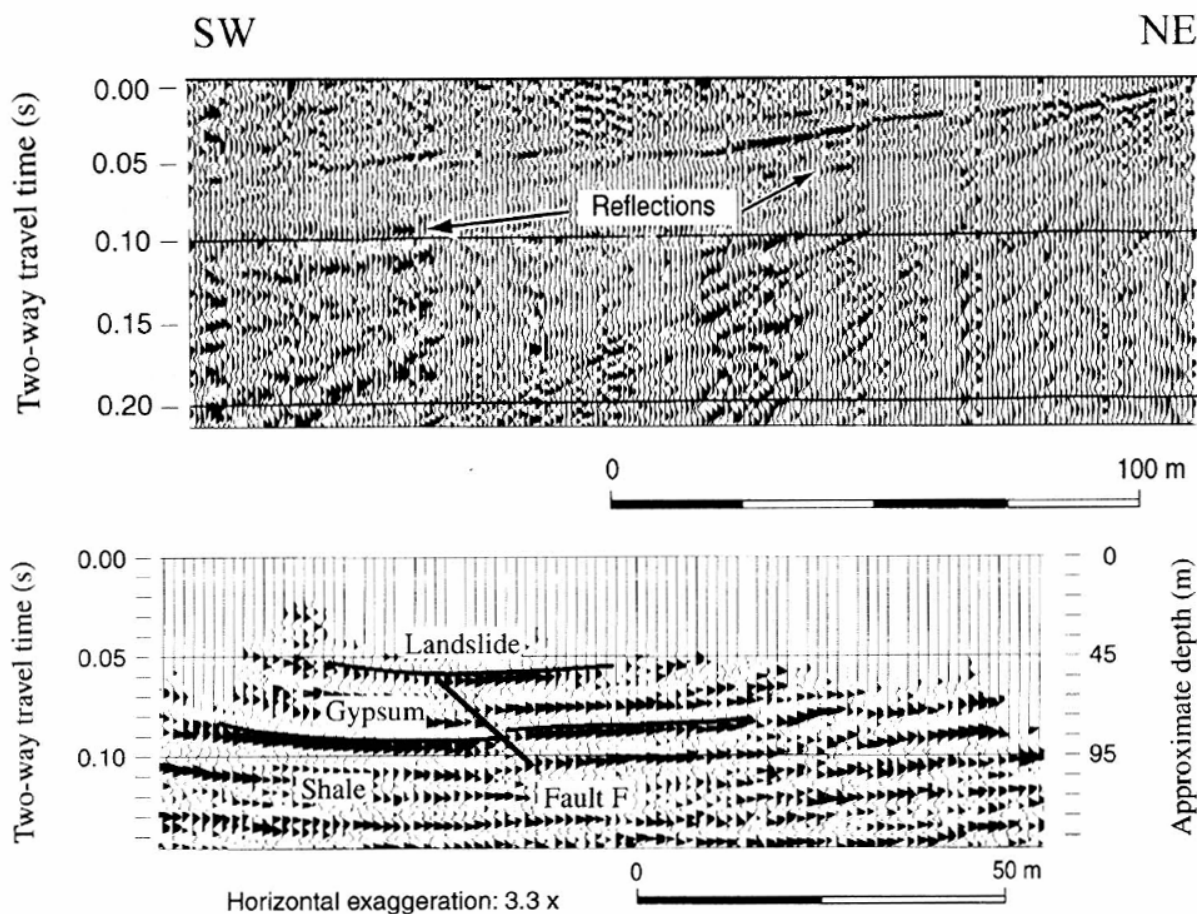 SW NE
Two-way travel time (s)
0.00
0.05
Reflections
0.10
0.15
0.20
0 100 m
Two-way travel time (s)
0.00 0
Landslide
0.05 45
Gypsum
0.10 95
Shale Fault F
Approximate depth (m)
0 50 m
Horizontal exaggeration: 3.3 x